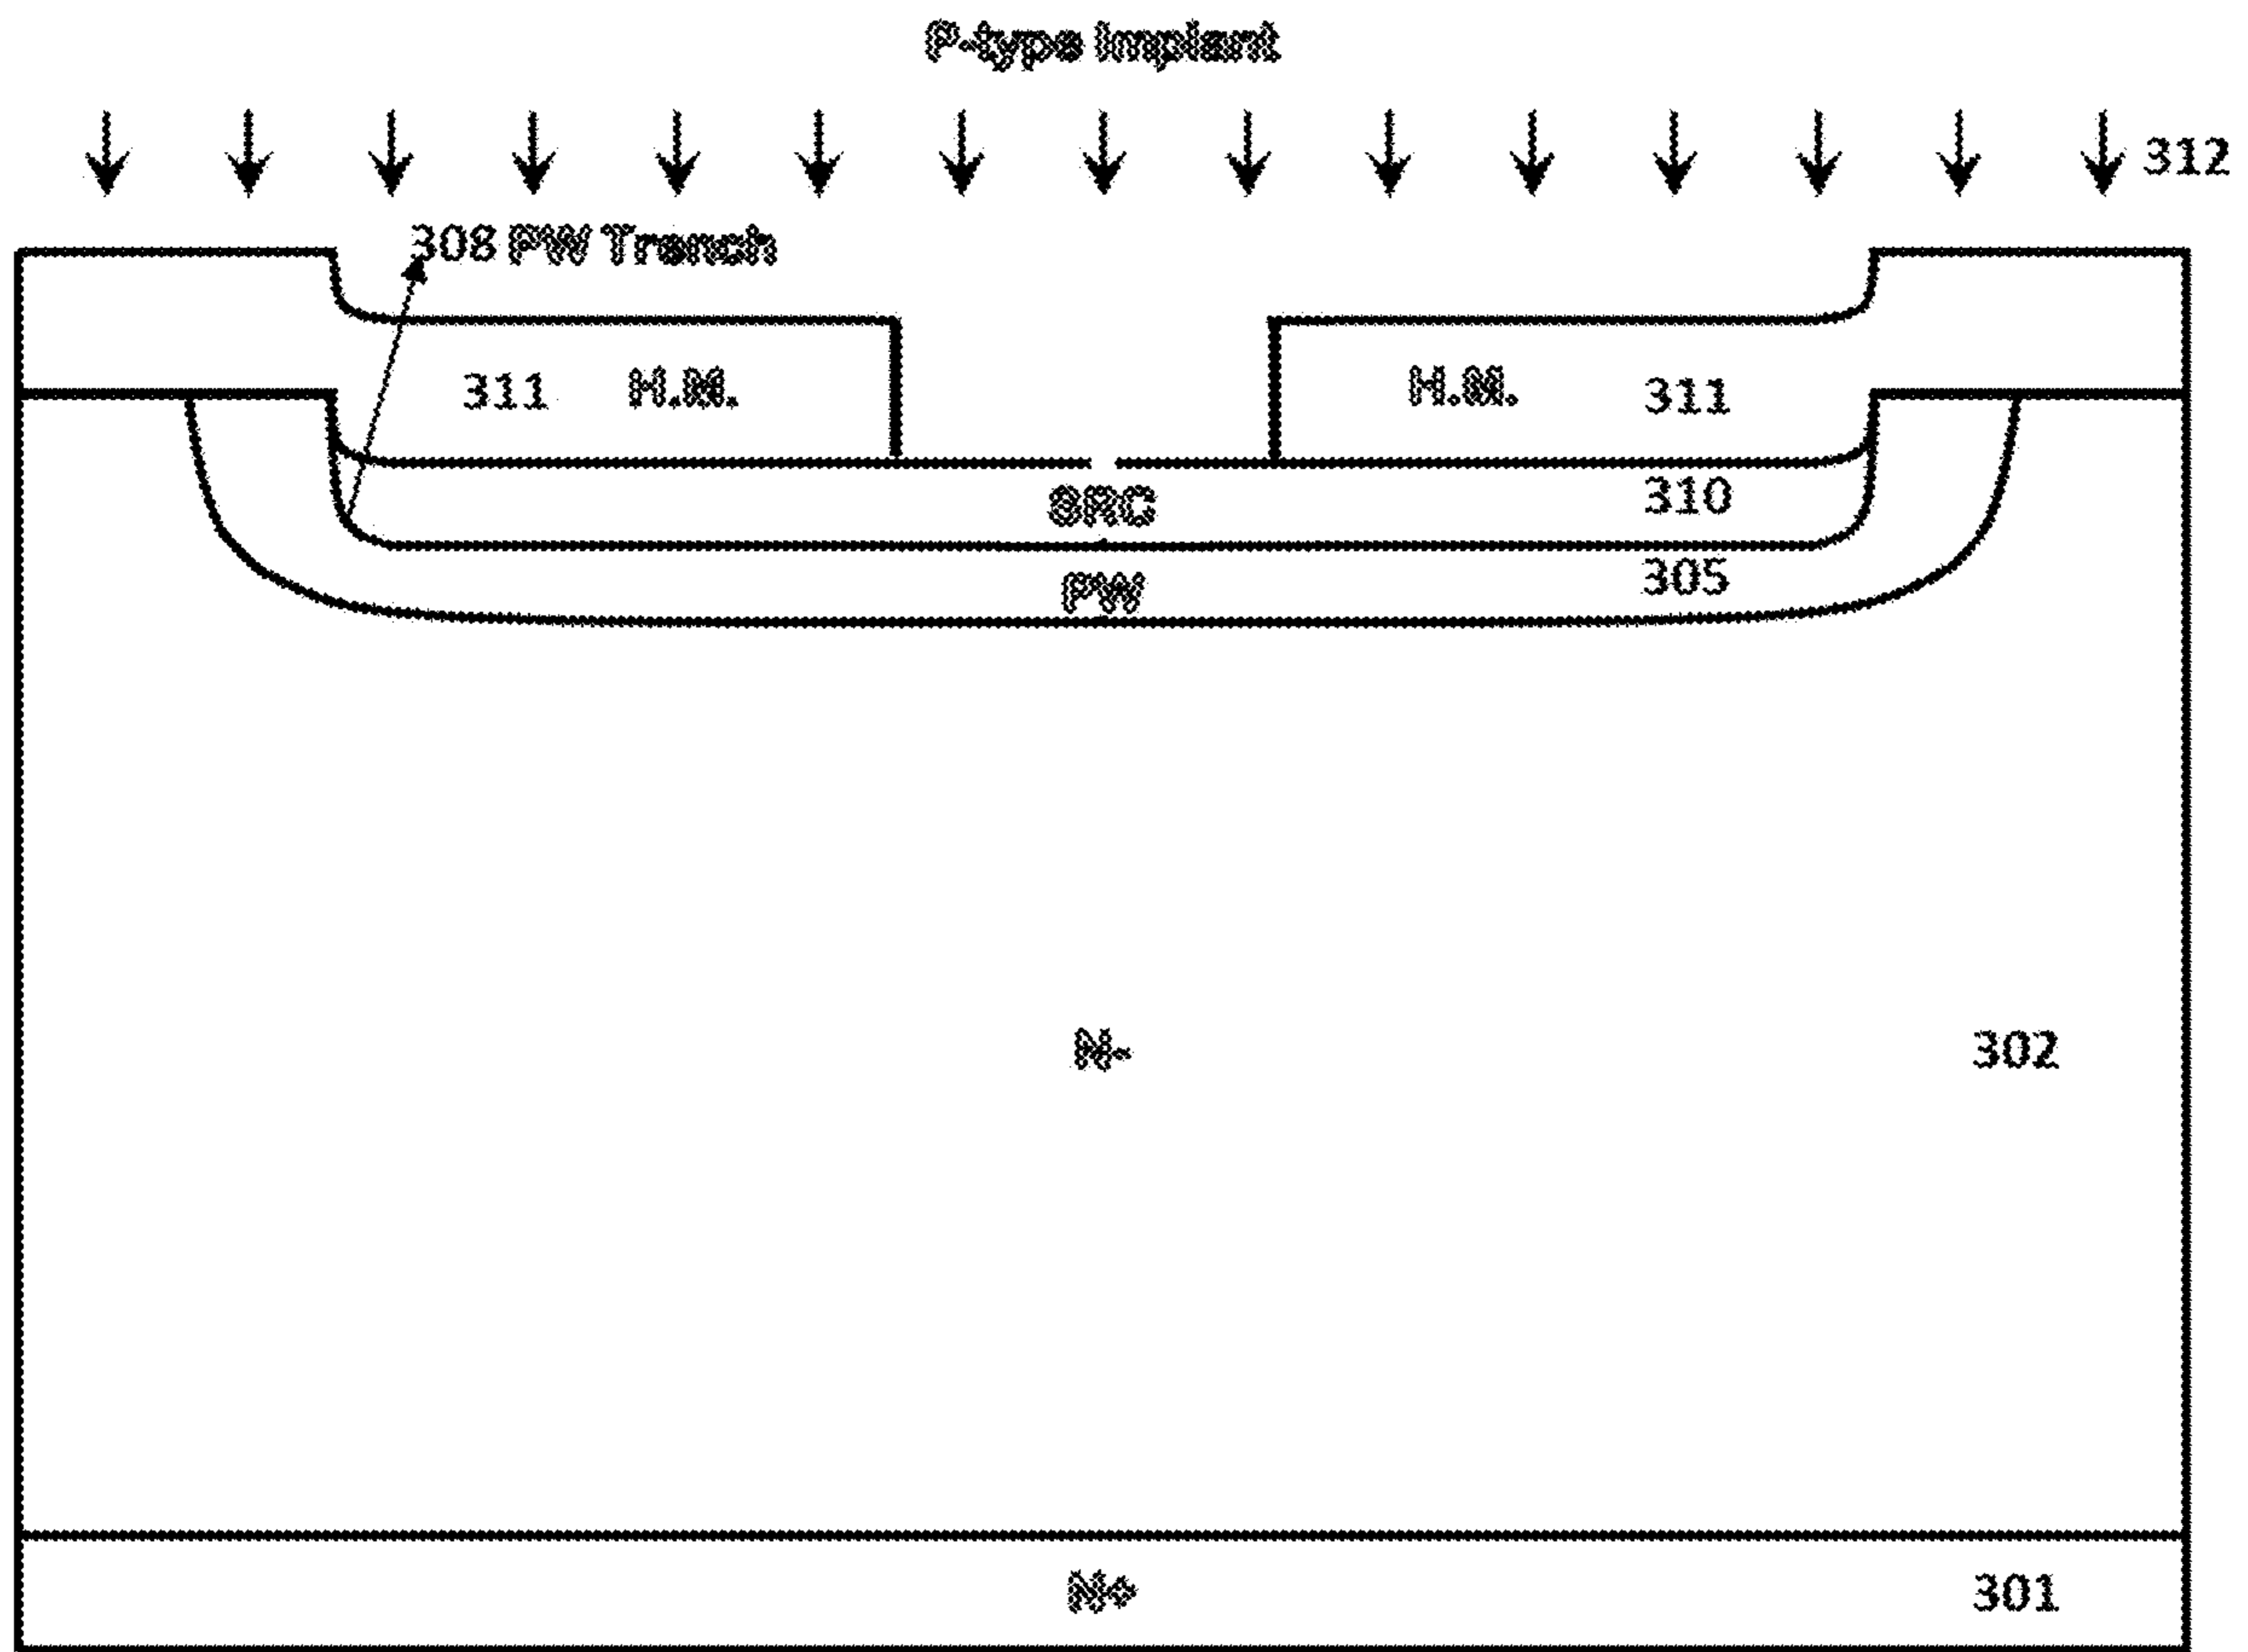 P-type Implant
312
308 PW Trench
311 H.M.
H.M. 311
310
SRC
305
PW
N-
302
N+
301